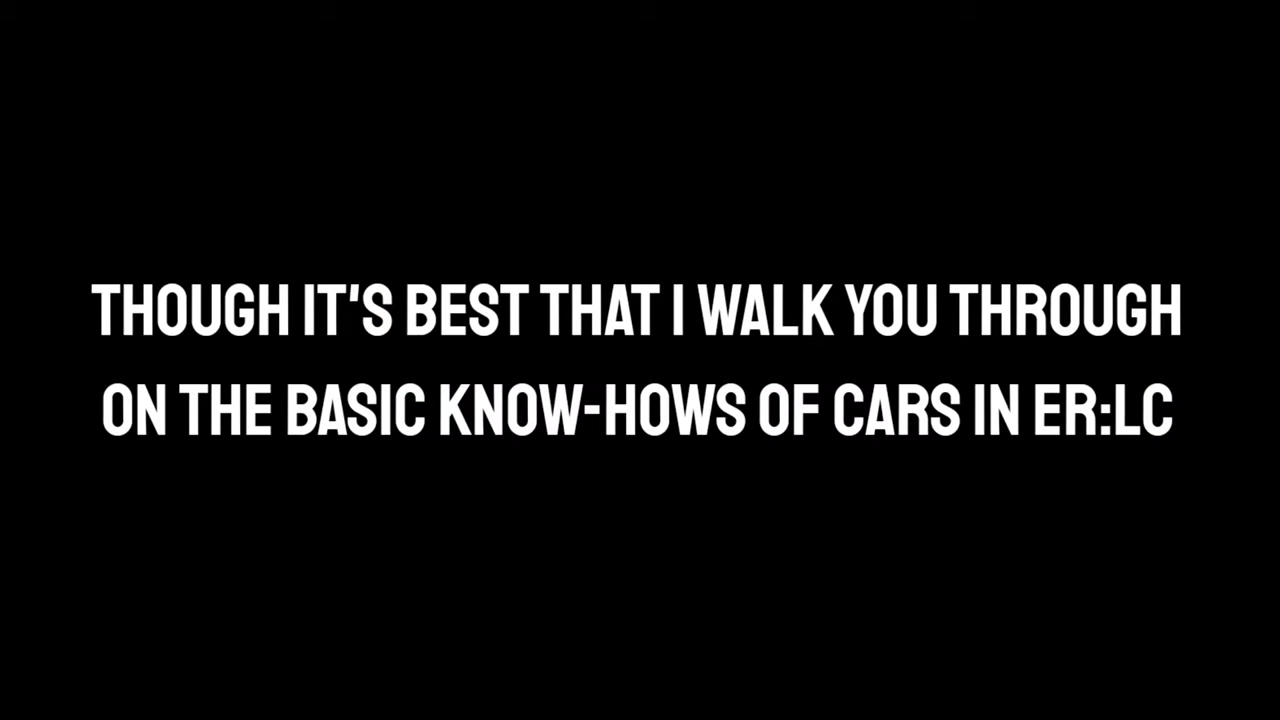 THOUGH IT'S BEST THAT I WALK YOU THROUGH
ON THE BASIC KNOW-HOWS OF CARS IN ER:LC